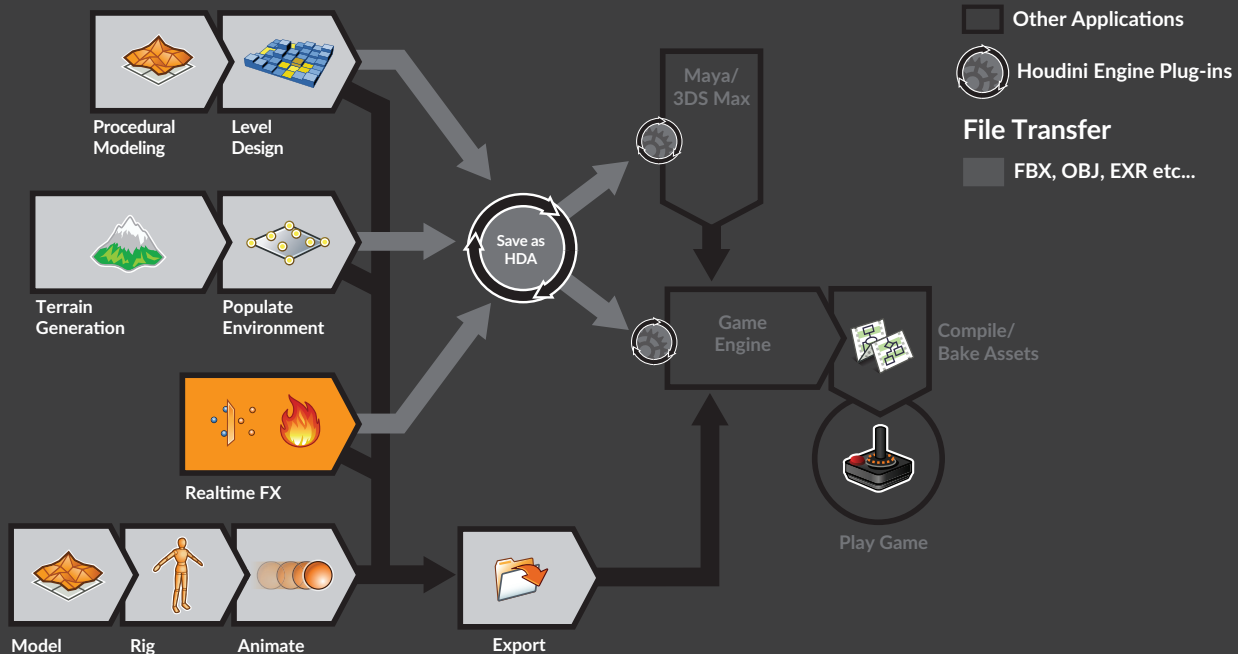 Procedural
Modeling
Level
Design
Terrain
Generation
Populate
Environment
Realtime FX
Model
Rig
Animate
Export
Save as
HDA
Maya/
3DS Max
Game
Engine
Compile/
Bake Assets
Play Game
Other Applications
Houdini Engine Plug-ins
File Transfer
FBX, OBJ, EXR etc...